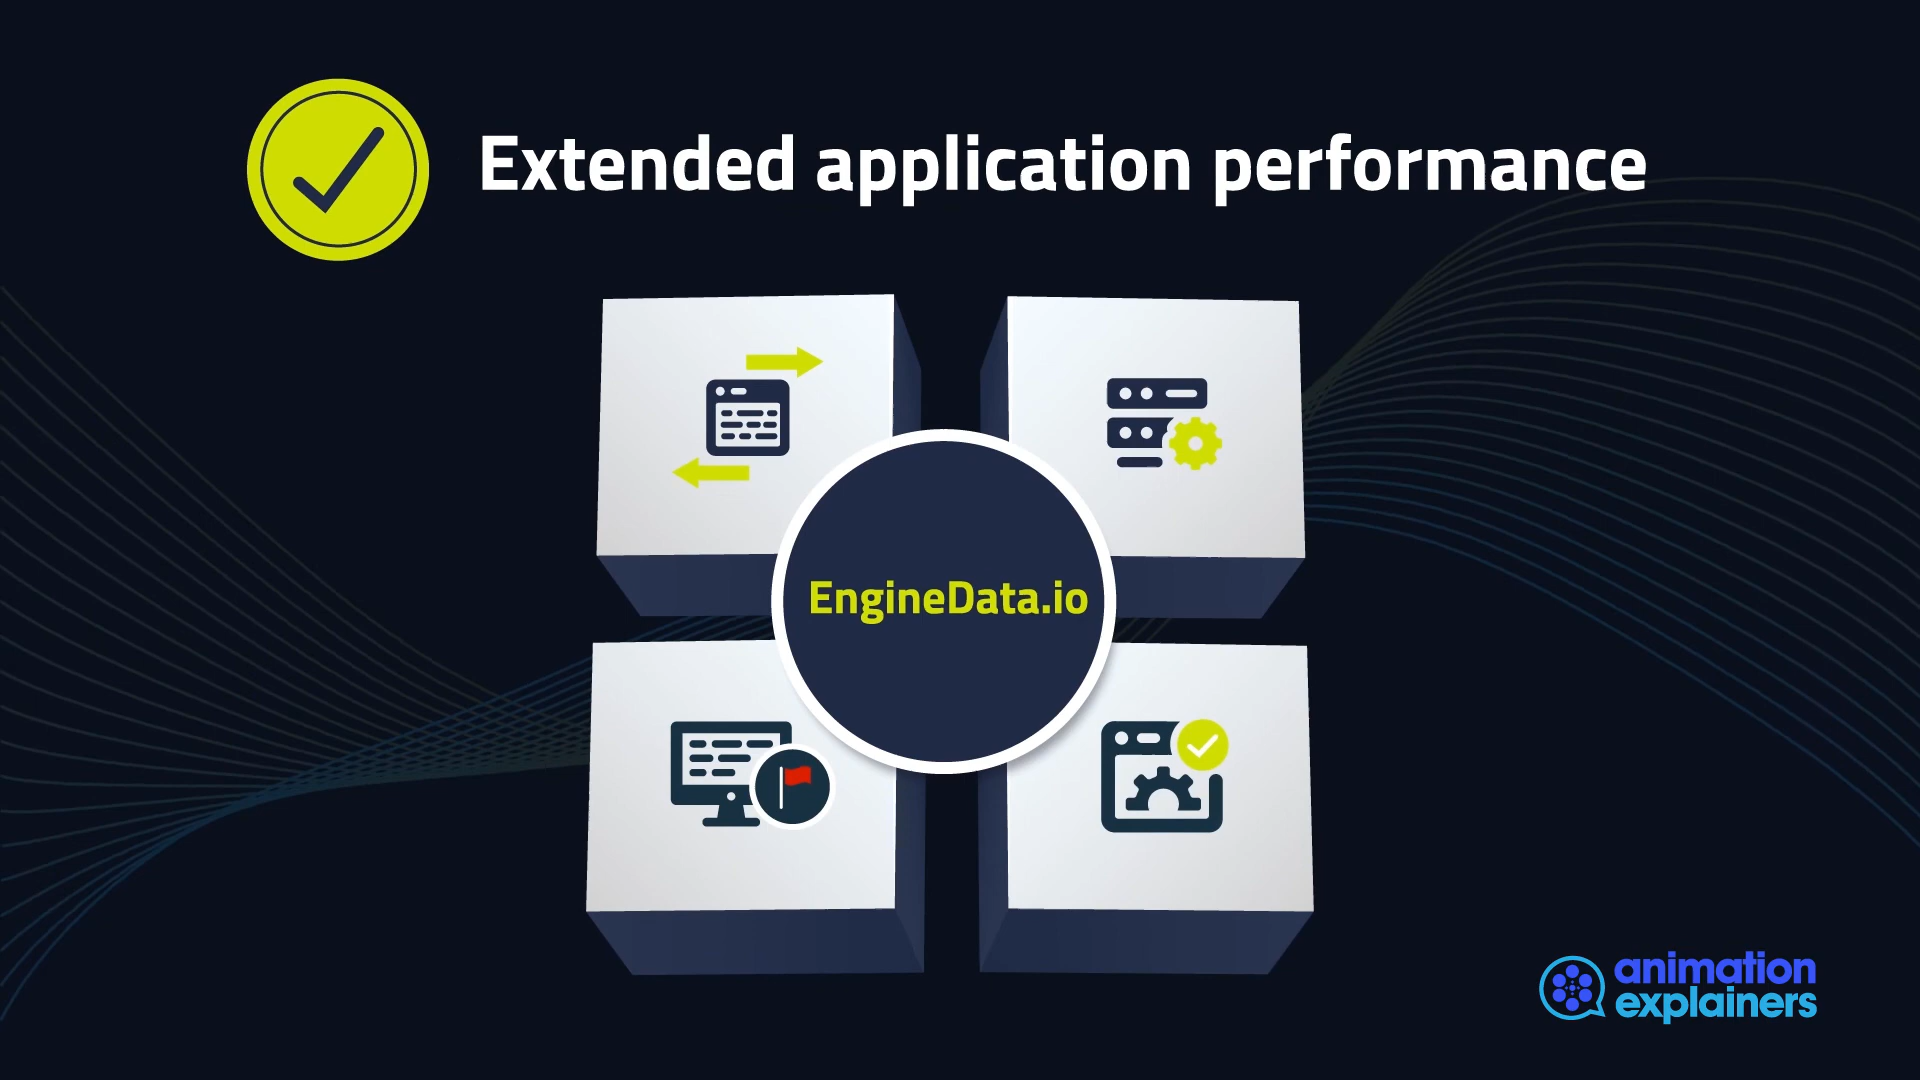 Extended application performance
EngineData.io
animation
explainers